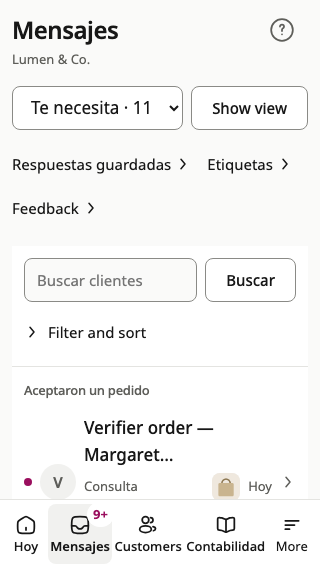 Mensajes
Lumen & Co.
Te necesita · 11
Show view
Respuestas guardadas
Etiquetas
Feedback
Buscar clientes
Buscar
Filter and sort
Aceptaron un pedido
Verifier order —
Margaret...
V
Consulta
Hoy
9+
Hoy
Mensajes
Customers
Contabilidad
More